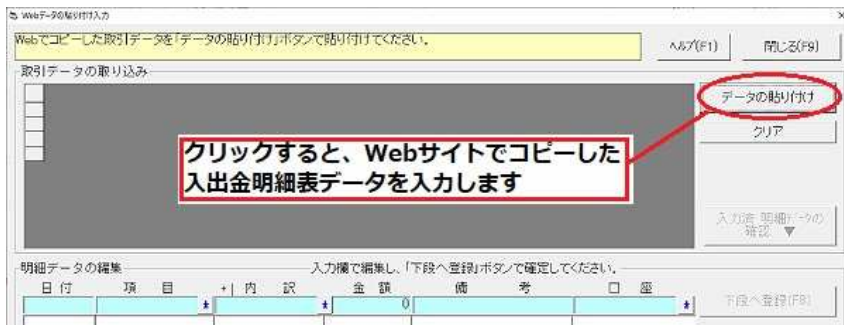 Webデータの貼り付け入力
Webでコピーした取引データを「データの貼り付け」ボタンで貼り付けてください。
ヘルプ(F1)
閉じる(F9)
取引データの取り込み
データの貼り付け
クリア
クリックすると、Webサイトでコピーした
入出金明細表データを入力します
入力済 明細データの
確認 ▼
明細データの編集
入力欄で編集し、「下段へ登録」ボタンで確定してください。
日 付 項 目 +| 内 訳 金 額 備 考 口 座
0
下段へ登録(F8)